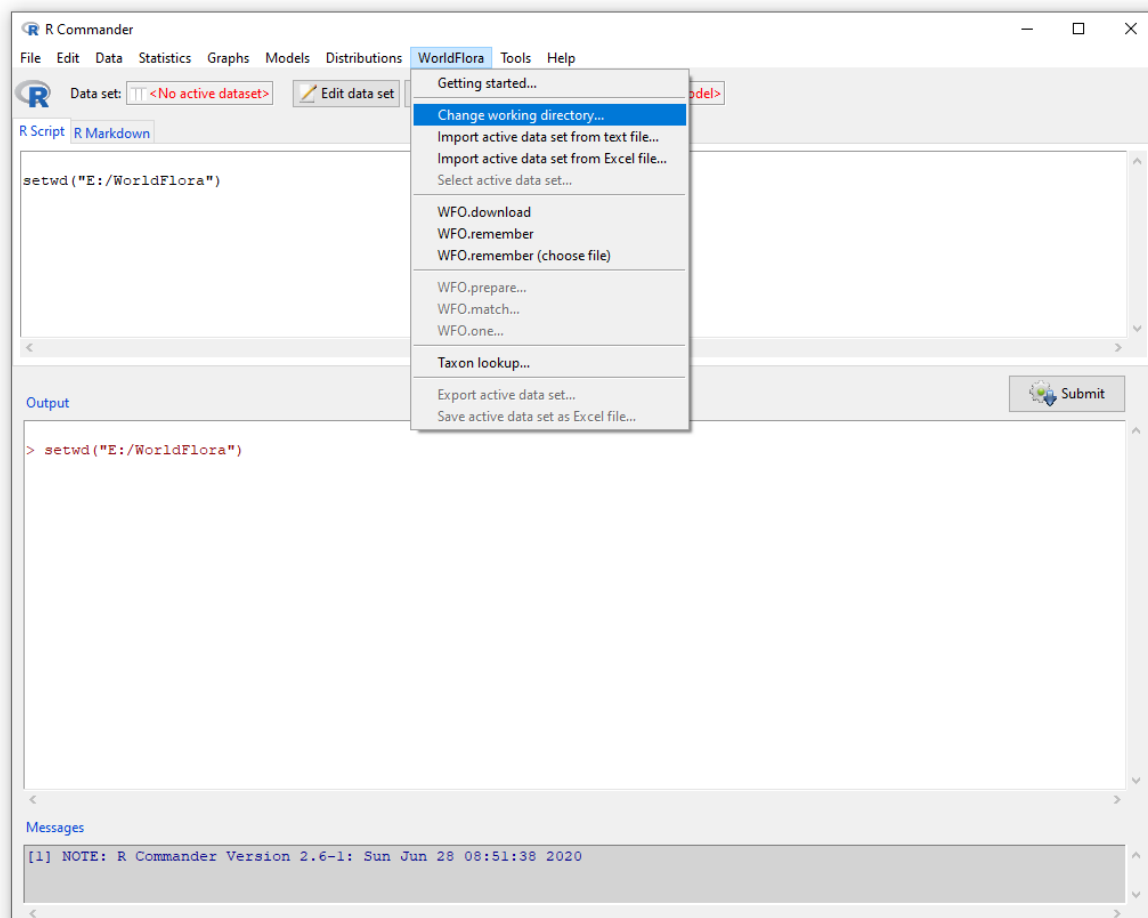 R Commander
File Edit Data Statistics Graphs Models Distributions WorldFlora Tools Help
Data set: <No active dataset> Edit data set odel>
R Script R Markdown
setwd("E:/WorldFlora")
Getting started...
Change working directory...
Import active data set from text file...
Import active data set from Excel file...
Select active data set...
WFO.download
WFO.remember
WFO.remember (choose file)
WFO.prepare...
WFO.match...
WFO.one...
Taxon lookup...
Export active data set...
Save active data set as Excel file...
Submit
Output
> setwd("E:/WorldFlora")
Messages
[1] NOTE: R Commander Version 2.6-1: Sun Jun 28 08:51:38 2020